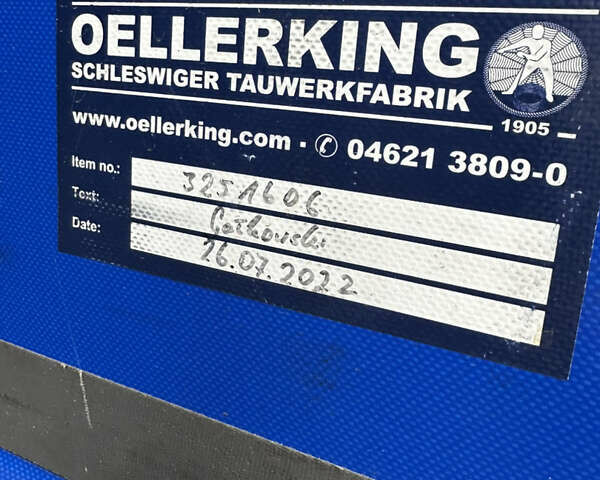 OELLERKING
SCHLESWIGER TAUWERKFABRIK
1905
www.oellerking.com · ✆ 04621 3809-0
Item no.: 3251606
Text:
Date: 26.07.2022